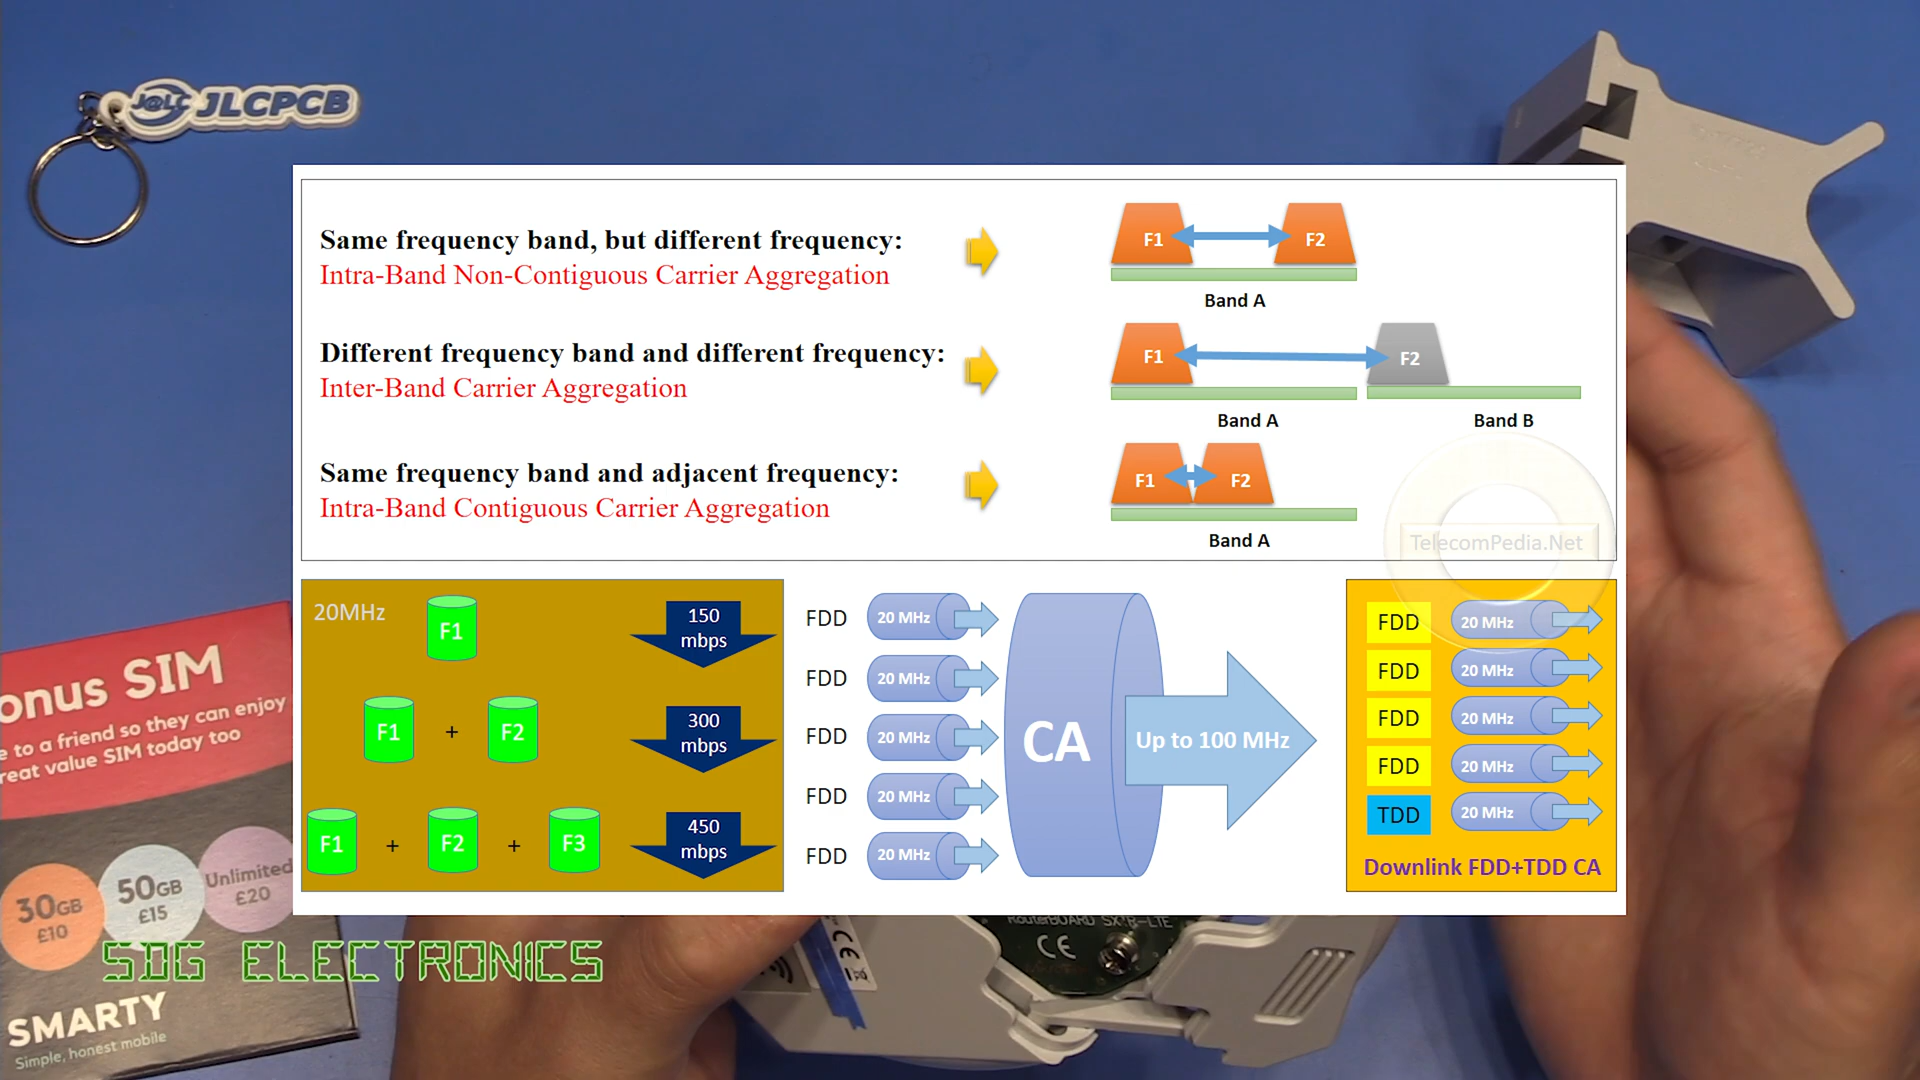 J@LC JLCPCB
Same frequency band, but different frequency:
Intra-Band Non-Contiguous Carrier Aggregation
F1
F2
Band A
Different frequency band and different frequency:
Inter-Band Carrier Aggregation
F1
F2
Band A
Band B
Same frequency band and adjacent frequency:
Intra-Band Contiguous Carrier Aggregation
F1
F2
Band A
TelecomPedia.Net
20MHz
F1
150
mbps
F1 + F2
300
mbps
F1 + F2 + F3
450
mbps
FDD 20 MHz
FDD 20 MHz
FDD 20 MHz
FDD 20 MHz
FDD 20 MHz
CA
Up to 100 MHz
FDD 20 MHz
FDD 20 MHz
FDD 20 MHz
FDD 20 MHz
TDD 20 MHz
Downlink FDD+TDD CA
onus SIM
e to a friend so they can enjoy
reat value SIM today too
30GB
£10
50GB
£15
Unlimited
£20
SMARTY
Simple, honest mobile
SDG ELECTRONICS
RouterBOARD SXTR-LTE
CE
CE